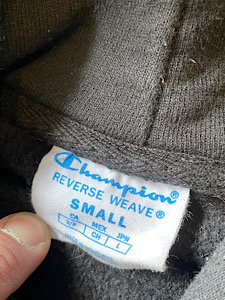 Champion®
REVERSE WEAVE®
SMALL
CA MEX JPN
S/P CH L